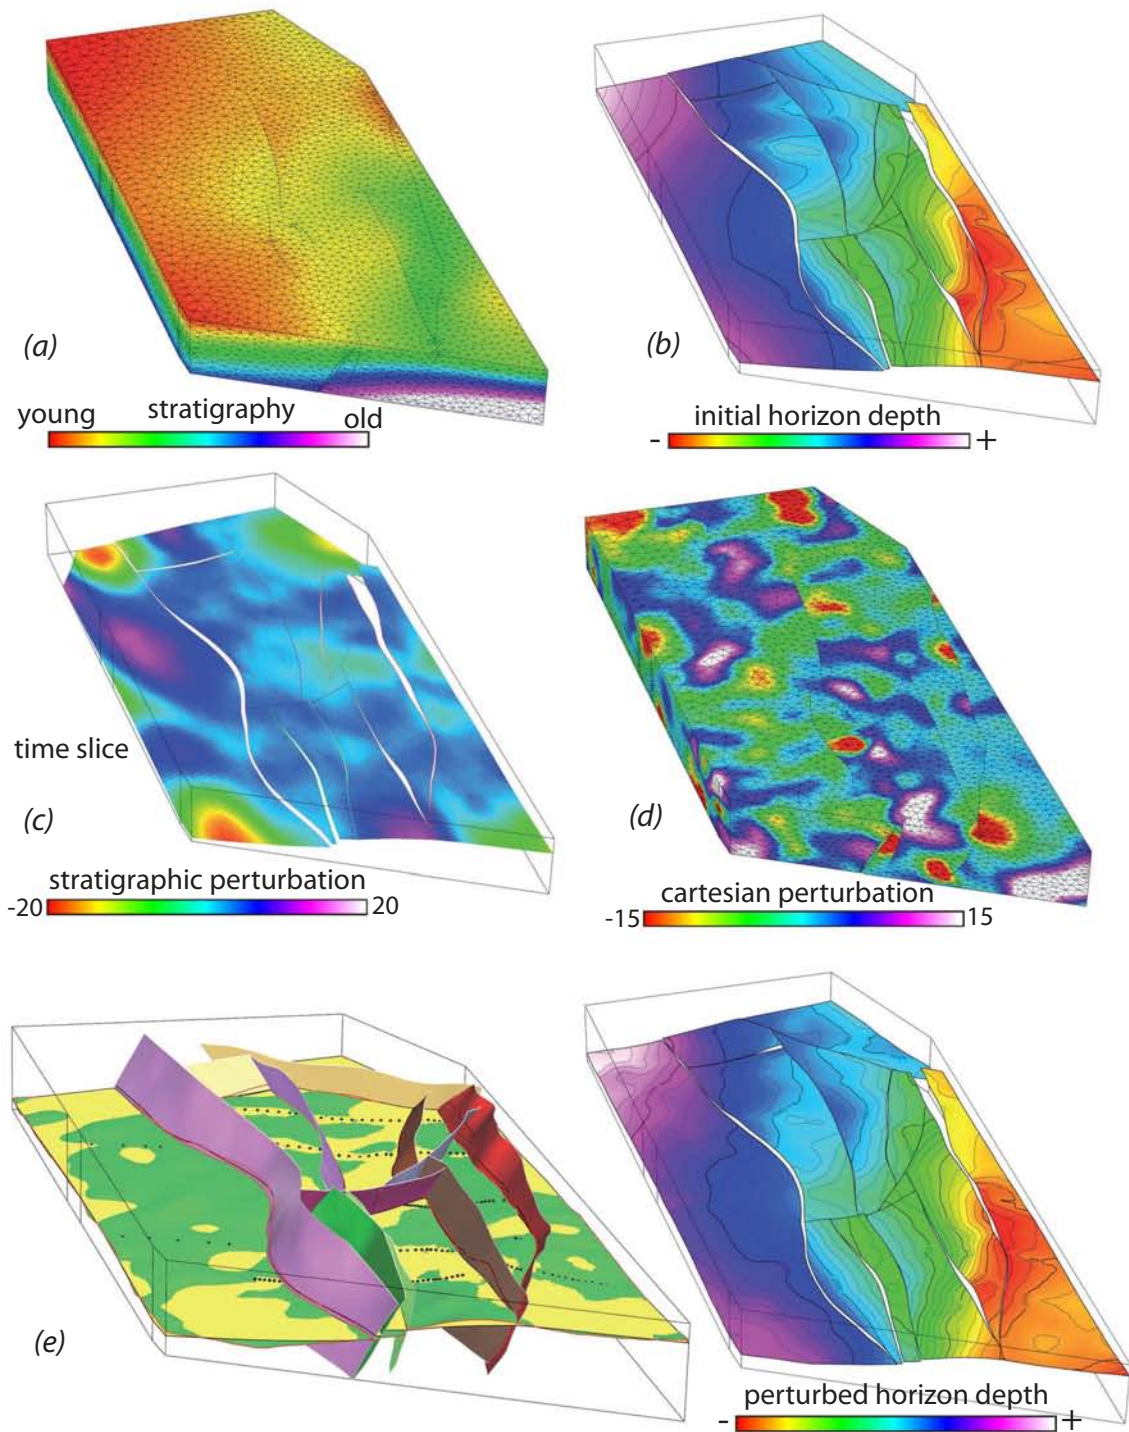 (a)
young stratigraphy old
(b)
initial horizon depth
- +
time slice
(c)
stratigraphic perturbation
-20 20
(d)
cartesian perturbation
-15 15
(e)
perturbed horizon depth
- +